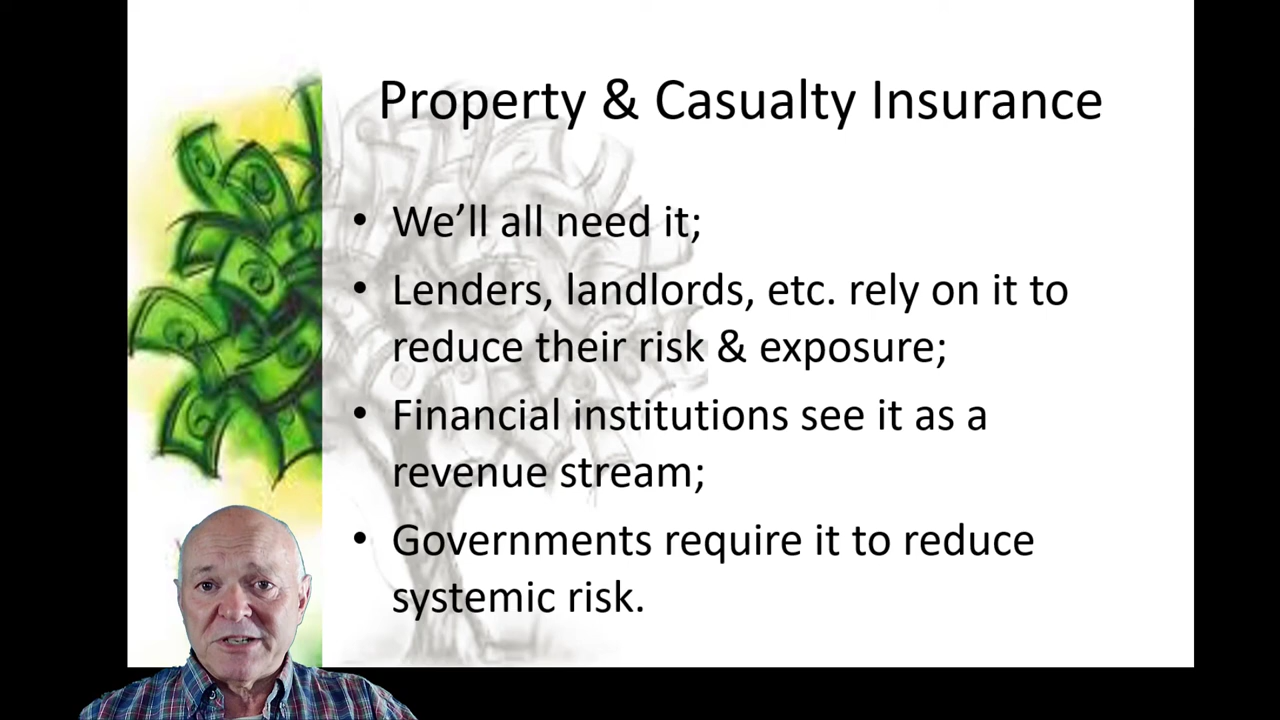 Property & Casualty Insurance
• We’ll all need it;
• Lenders, landlords, etc. rely on it to
reduce their risk & exposure;
• Financial institutions see it as a
revenue stream;
• Governments require it to reduce
systemic risk.